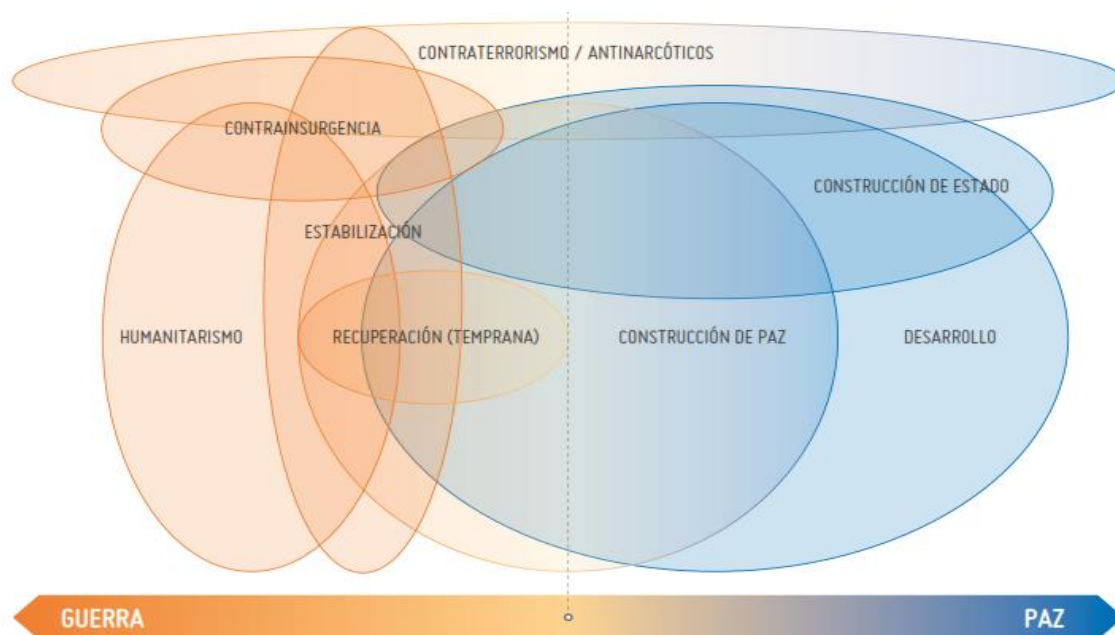 CONTRATERRORISMO / ANTINARCÓTICOS
CONTRAINSURGENCIA
CONSTRUCCIÓN DE ESTADO
ESTABILIZACIÓN
HUMANITARISMO
RECUPERACIÓN (TEMPRANA)
CONSTRUCCIÓN DE PAZ
DESARROLLO
GUERRA
PAZ